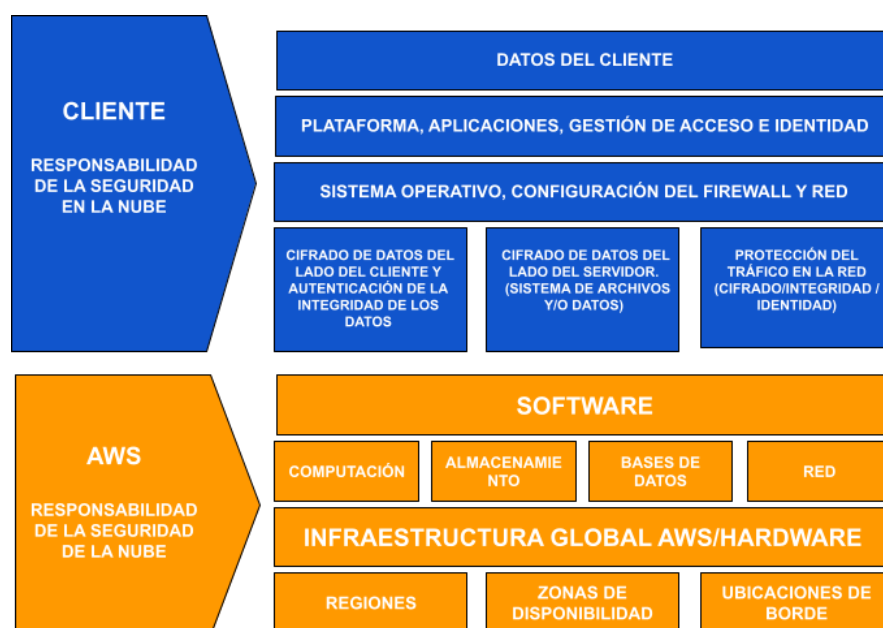 DATOS DEL CLIENTE
CLIENTE
RESPONSABILIDAD
DE LA SEGURIDAD
EN LA NUBE
PLATAFORMA, APLICACIONES, GESTIÓN DE ACCESO E IDENTIDAD
SISTEMA OPERATIVO, CONFIGURACIÓN DEL FIREWALL Y RED
CIFRADO DE DATOS DEL
LADO DEL CLIENTE Y
AUTENTICACIÓN DE LA
INTEGRIDAD DE LOS
DATOS
CIFRADO DE DATOS DEL
LADO DEL SERVIDOR.
(SISTEMA DE ARCHIVOS
Y/O DATOS)
PROTECCIÓN DEL
TRÁFICO EN LA RED
(CIFRADO/INTEGRIDAD /
IDENTIDAD)
AWS
RESPONSABILIDAD
DE LA SEGURIDAD
DE LA NUBE
SOFTWARE
COMPUTACIÓN
ALMACENAMIE
NTO
BASES DE
DATOS
RED
INFRAESTRUCTURA GLOBAL AWS/HARDWARE
REGIONES
ZONAS DE
DISPONIBILIDAD
UBICACIONES DE
BORDE